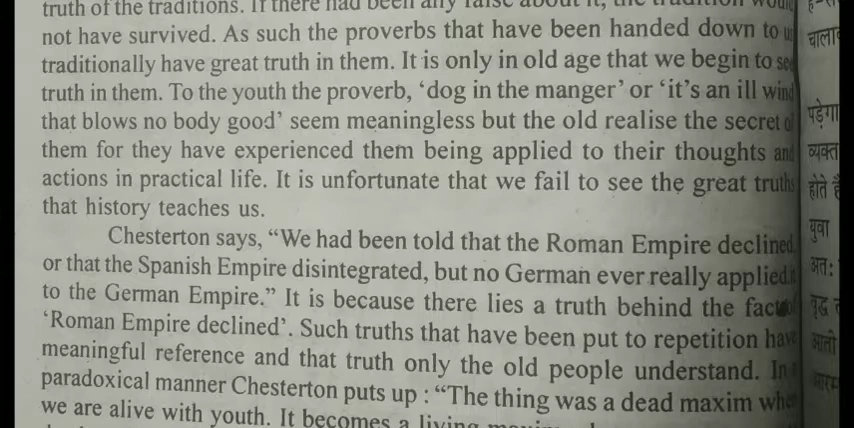 truth of the traditions. If there had been any false about it, the tradition would
not have survived. As such the proverbs that have been handed down to
traditionally have great truth in them. It is only in old age that we begin to see
truth in them. To the youth the proverb, ‘dog in the manger’ or ‘it’s an ill wind
that blows no body good’ seem meaningless but the old realise the secret of
them for they have experienced them being applied to their thoughts and
actions in practical life. It is unfortunate that we fail to see the great truths
that history teaches us.
Chesterton says, “We had been told that the Roman Empire declined
or that the Spanish Empire disintegrated, but no German ever really applied it
to the German Empire.” It is because there lies a truth behind the fact of
‘Roman Empire declined’. Such truths that have been put to repetition have
meaningful reference and that truth only the old people understand. In a
paradoxical manner Chesterton puts up : “The thing was a dead maxim when
we are alive with youth. It becomes a living
पड़ेगा
व्यक्त
होते
युवा
अतः
वृद्ध
आती